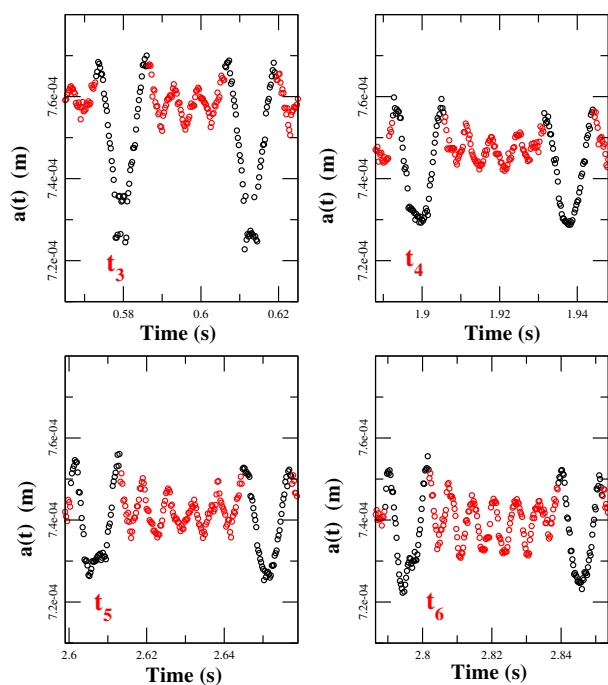 7.6e-04
7.4e-04
7.2e-04
a(t) (m)
t3
0.58
0.6
0.62
Time (s)
7.6e-04
7.4e-04
7.2e-04
a(t) (m)
t4
1.9
1.92
1.94
Time (s)
7.6e-04
7.4e-04
7.2e-04
a(t) (m)
t5
2.6
2.62
2.64
Time (s)
7.6e-04
7.4e-04
7.2e-04
a(t) (m)
t6
2.8
2.82
2.84
Time (s)